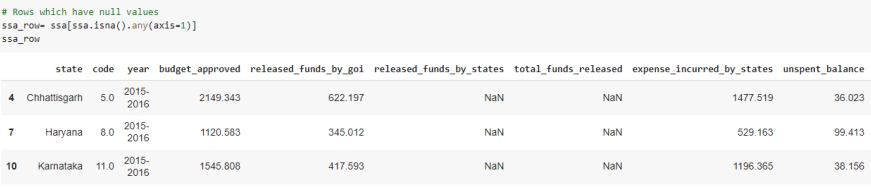 # Rows which have null values
ssa_row= ssa[ssa.isna().any(axis=1)]
ssa_row
state code year budget_approved released_funds_by_goi released_funds_by_states total_funds_released expense_incurred_by_states unspent_balance
4 Chhattisgarh 5.0 2015-2016 2149.343 622.197 NaN NaN 1477.519 36.023
7 Haryana 8.0 2015-2016 1120.583 345.012 NaN NaN 529.163 99.413
10 Karnataka 11.0 2015-2016 1545.808 417.593 NaN NaN 1196.365 38.156